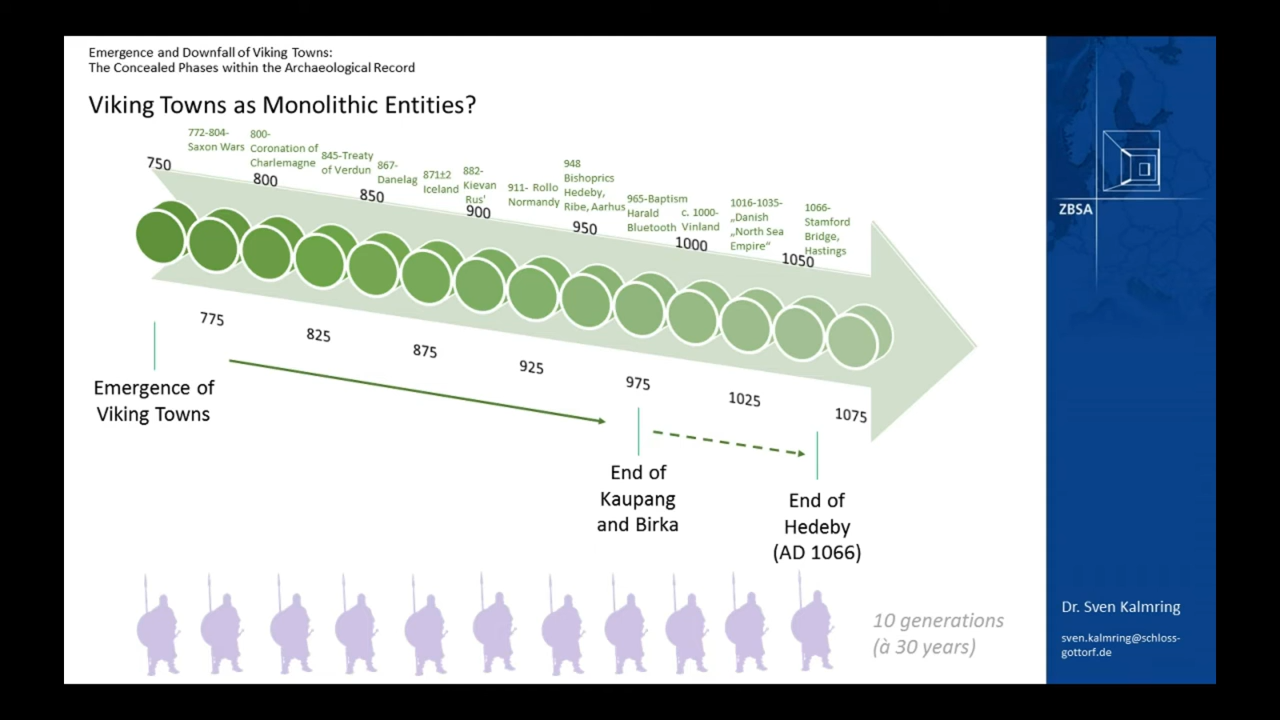 Emergence and Downfall of Viking Towns:
The Concealed Phases within the Archaeological Record
Viking Towns as Monolithic Entities?
772-804-
Saxon Wars
800-
Coronation of
Charlemagne
845-Treaty
of Verdun
867-
Danelag
871±2
Iceland
882-
Kievan
Rus'
911- Rollo
Normandy
948
Bishoprics
Hedeby,
Ribe, Aarhus
965-Baptism
Harald
Bluetooth
c. 1000-
Vinland
1016-1035-
„Danish
„North Sea
Empire“
1066-
Stamford
Bridge,
Hastings
750
800
850
900
950
1000
1050
775
825
875
925
975
1025
1075
Emergence of
Viking Towns
End of
Kaupang
and Birka
End of
Hedeby
(AD 1066)
10 generations
(à 30 years)
ZBSA
Dr. Sven Kalmring
sven.kalmring@schloss-
gottorf.de